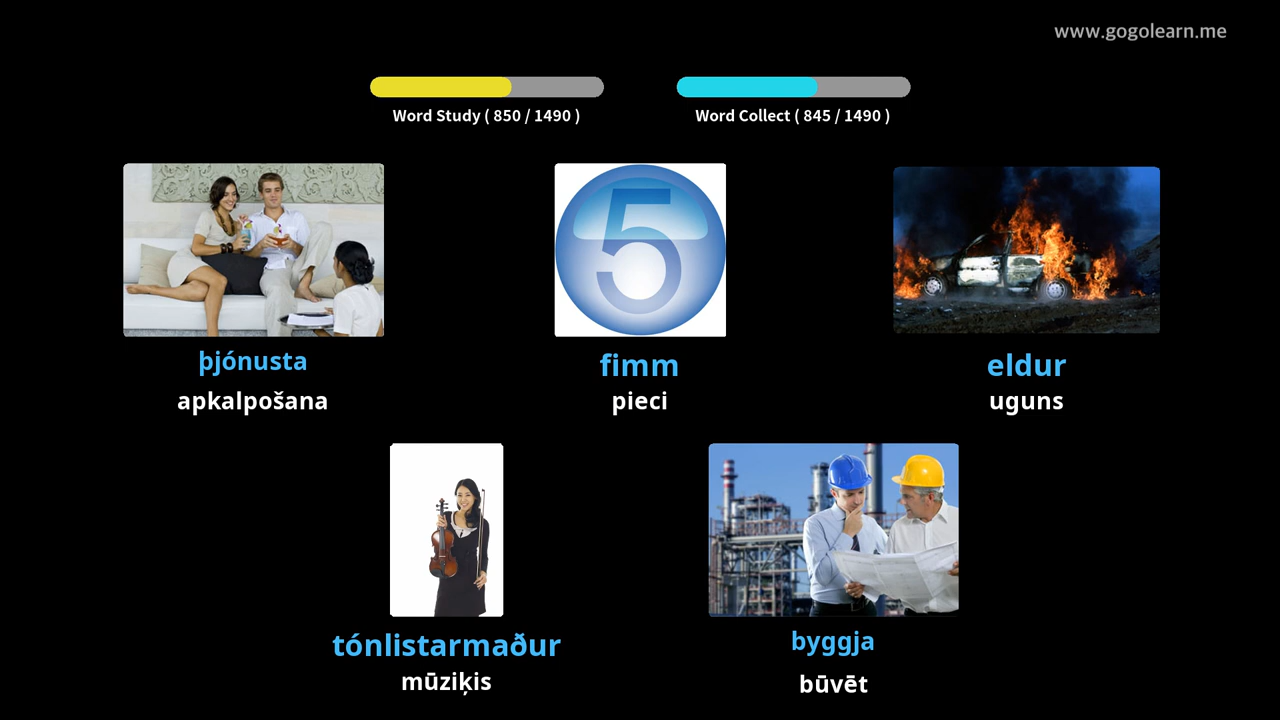 www.gogolearn.me
Word Study ( 850 / 1490 )
Word Collect ( 845 / 1490 )
5
þjónusta
apkalpošana
fimm
pieci
eldur
uguns
tónlistarmaður
mūziķis
byggja
būvēt